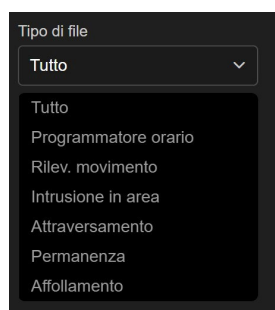 Tipo di file
Tutto
Tutto
Programmatore orario
Rilev. movimento
Intrusione in area
Attraversamento
Permanenza
Affollamento